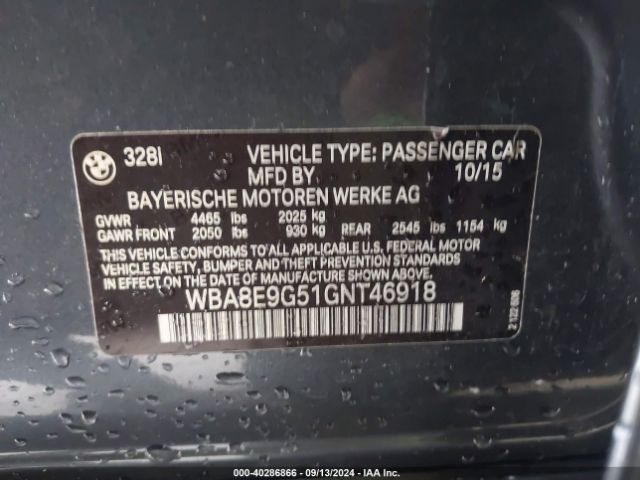 BMW
328I VEHICLE TYPE: PASSENGER CAR
MFD BY. 10/15
BAYERISCHE MOTOREN WERKE AG
GVWR 4465 lbs 2025 kg
GAWR FRONT 2050 lbs 930 kg REAR 2545 lbs 1154 kg
THIS VEHICLE CONFORMS TO ALL APPLICABLE U.S. FEDERAL MOTOR
VEHICLE SAFETY, BUMPER AND THEFT PREVENTION STANDARDS
IN EFFECT ON THE DATE OF MANUFACTURE SHOWN ABOVE.
WBA8E9G51GNT46918
000-40286866 - 09/13/2024 - IAA Inc.